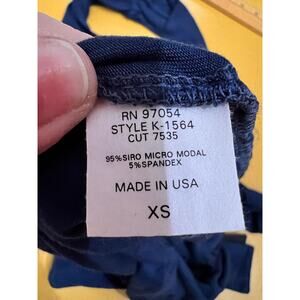 RN 97054
STYLE K-1564
CUT 7535
95%SIRO MICRO MODAL
5%SPANDEX
MADE IN USA
XS